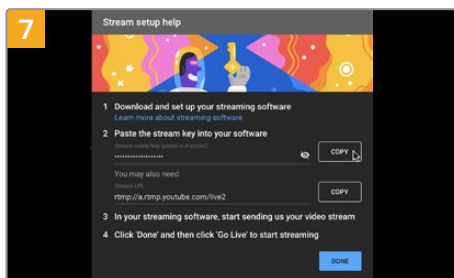 7
Stream setup help
1 Download and set up your streaming software
Learn more about streaming software
2 Paste the stream key into your software
Stream name/key (paste in encoder)
••••••••••••••••••••
COPY
You may also need:
Stream URL
rtmp://a.rtmp.youtube.com/live2
COPY
3 In your streaming software, start sending us your video stream
4 Click 'Done' and then click 'Go Live' to start streaming
DONE